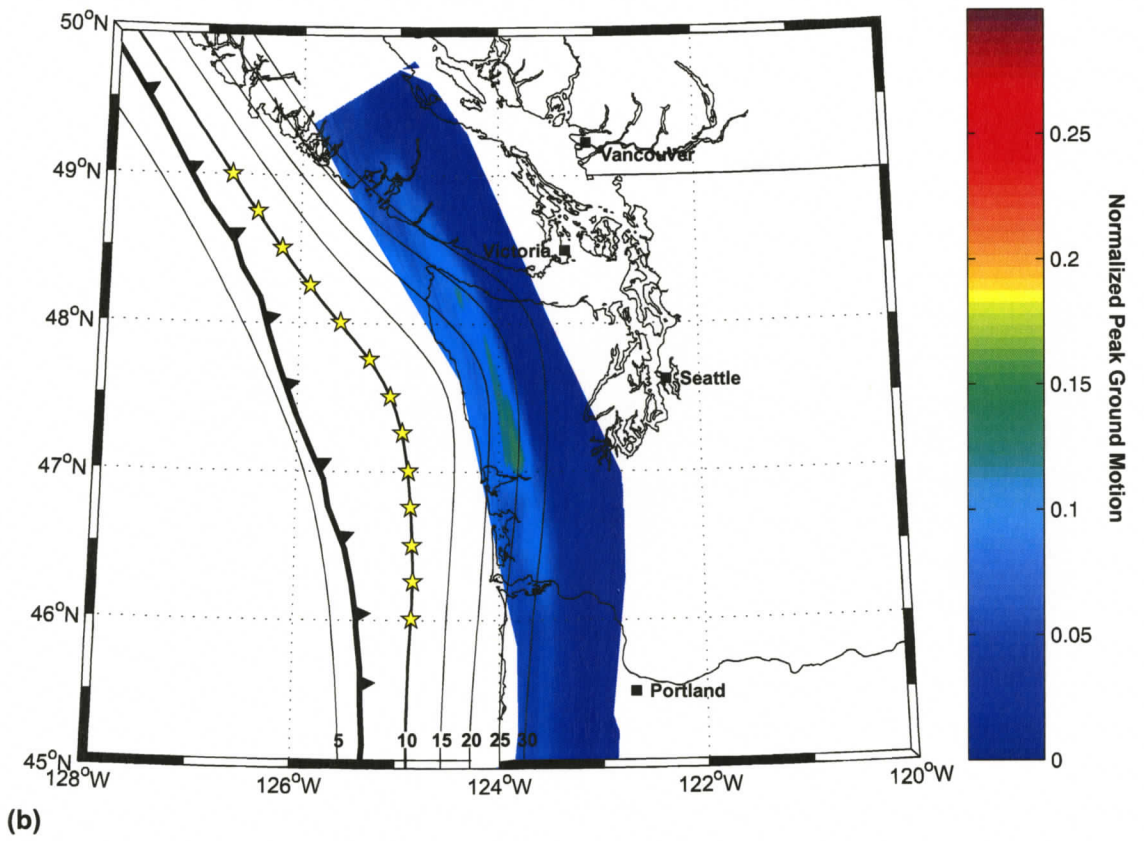 50°N
49°N
48°N
47°N
46°N
45°N
128°W
126°W
124°W
122°W
120°W
Vancouver
Victoria
Seattle
Portland
5
10
15
20
25
30
0.25
0.2
0.15
0.1
0.05
0
Normalized Peak Ground Motion
(b)